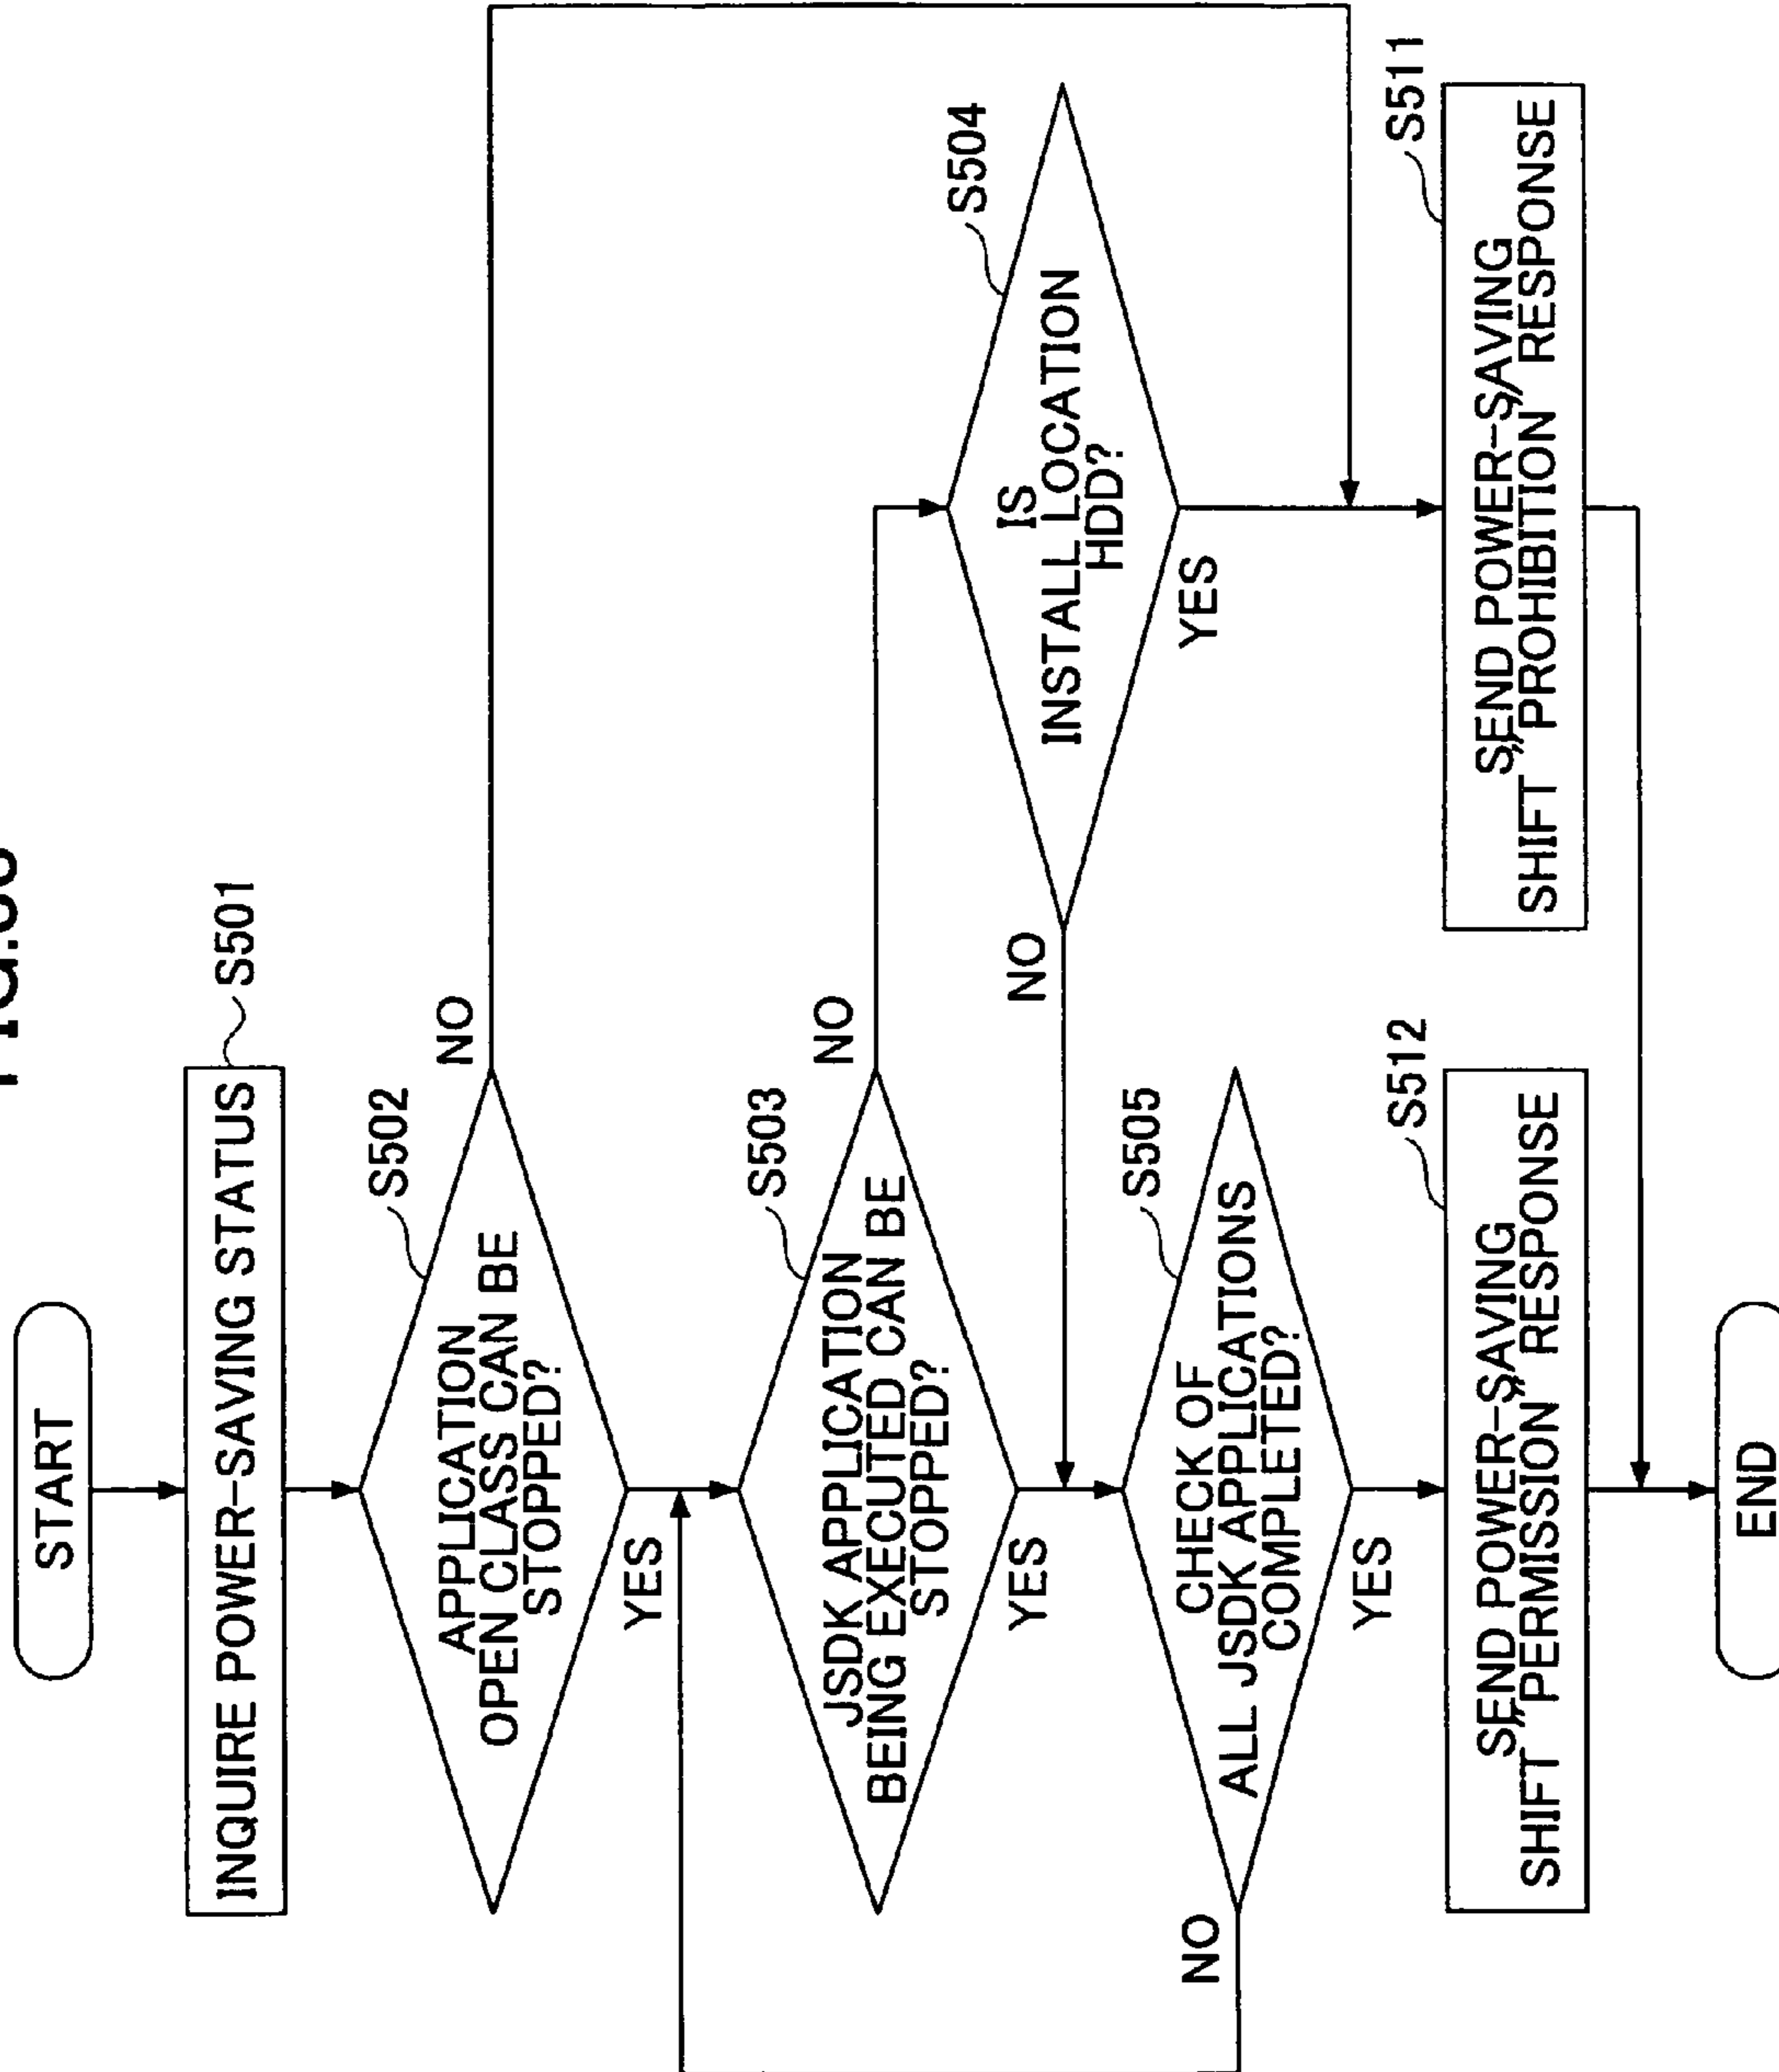 START
INQUIRE POWER-SAVING STATUS
S501
APPLICATION
OPEN CLASS CAN BE
STOPPED?
S502
NO
YES
JSDK APPLICATION
BEING EXECUTED CAN BE
STOPPED?
S503
NO
YES
IS
INSTALL LOCATION
HDD?
S504
NO
YES
CHECK OF
ALL JSDK APPLICATIONS
COMPLETED?
S505
NO
YES
SEND POWER-SAVING
SHIFT "PROHIBITION" RESPONSE
S511
SEND POWER-SAVING
SHIFT "PERMISSION" RESPONSE
S512
END